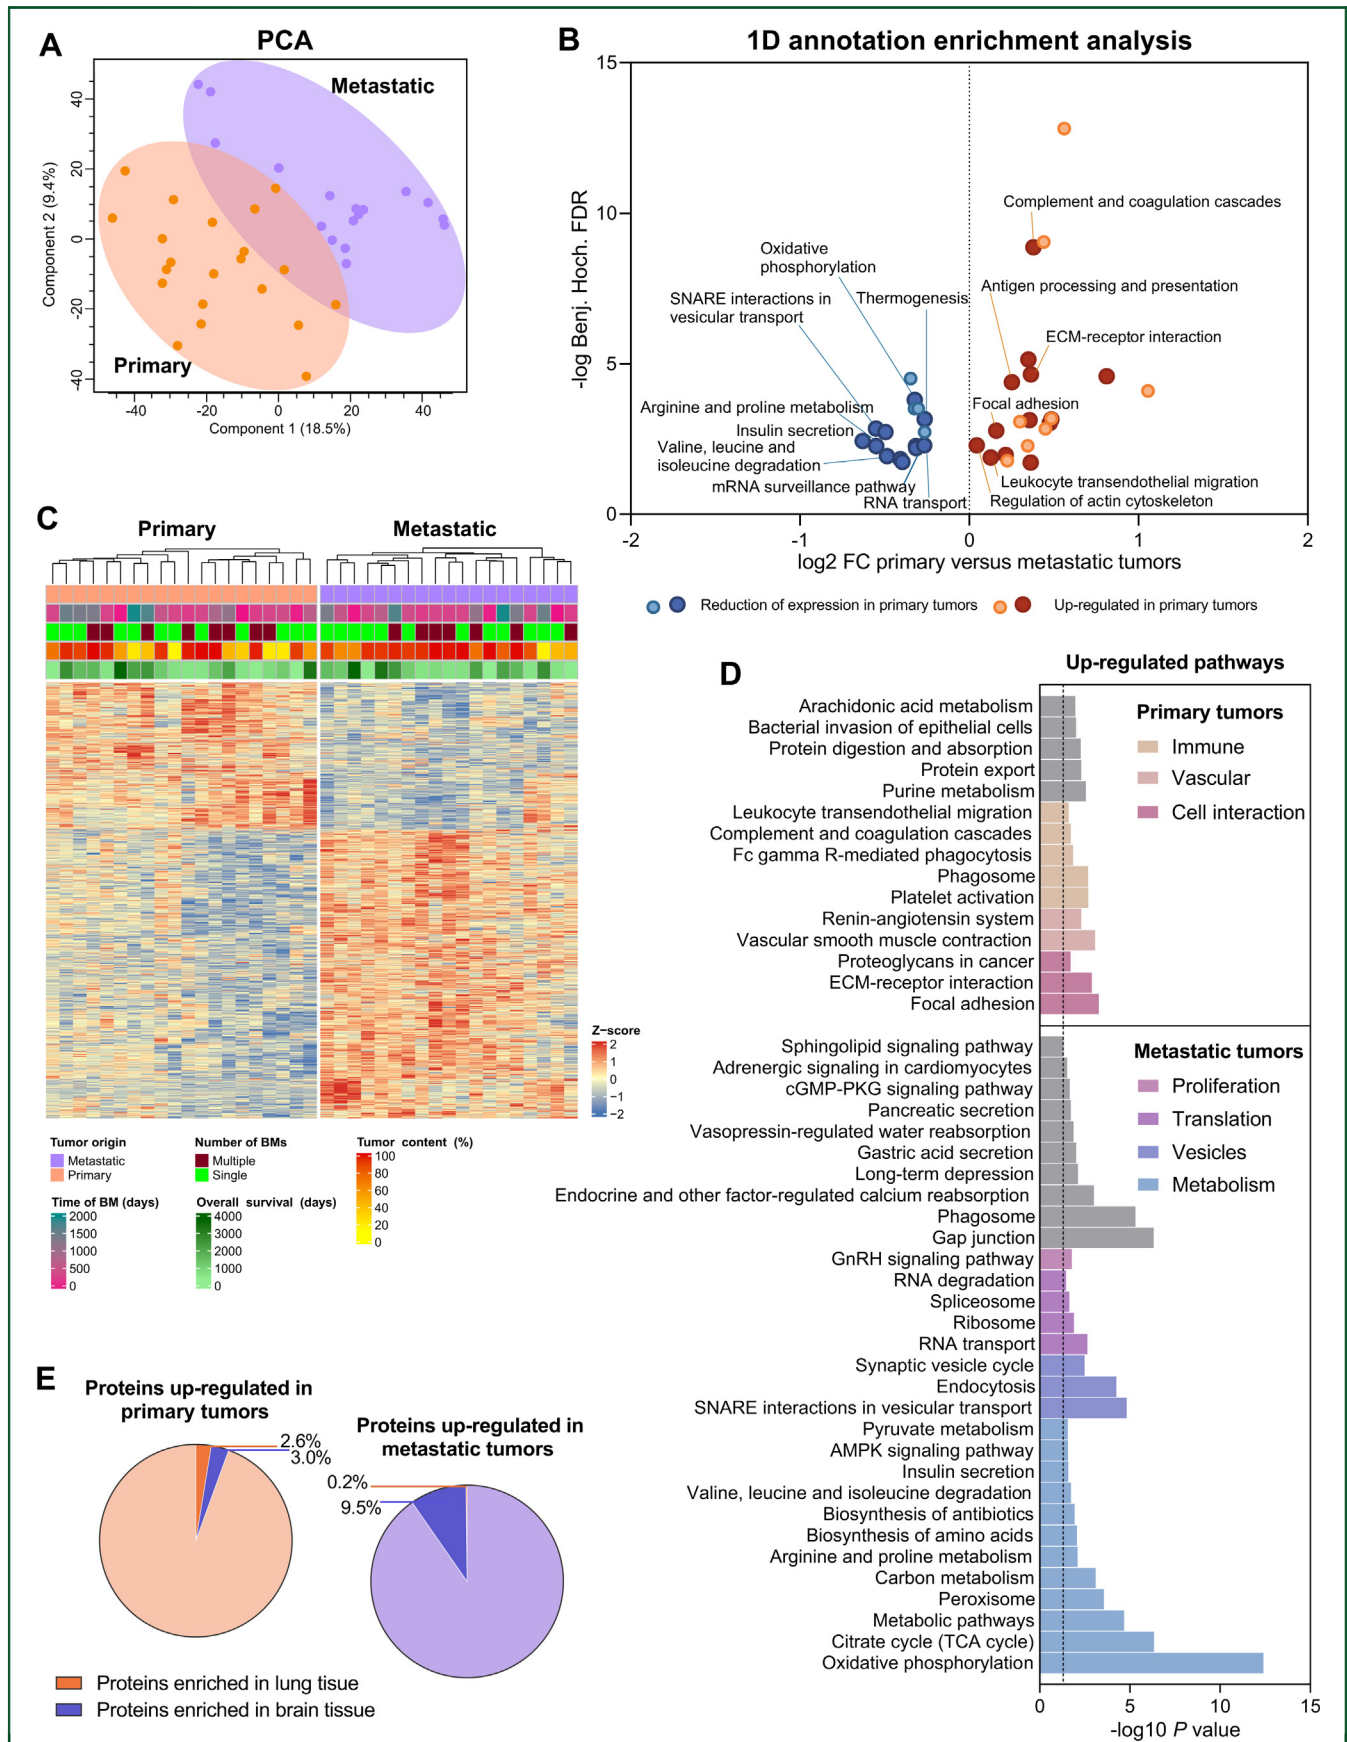 A
PCA
Metastatic
Primary
40
20
0
-20
-40
Component 2 (9.4%)
-40
-20
0
20
40
Component 1 (18.5%)
B
1D annotation enrichment analysis
15
10
5
0
-log Benj. Hoch. FDR
Complement and coagulation cascades
Oxidative
phosphorylation
Antigen processing and presentation
SNARE interactions in
vesicular transport
Thermogenesis
ECM-receptor interaction
Arginine and proline metabolism
Focal adhesion
Insulin secretion
Valine, leucine and
isoleucine degradation
mRNA surveillance pathway
RNA transport
Leukocyte transendothelial migration
Regulation of actin cytoskeleton
-2
-1
0
1
2
log2 FC primary versus metastatic tumors
Reduction of expression in primary tumors
Up-regulated in primary tumors
C
Primary
Metastatic
Z−score
2
1
0
−1
−2
Tumor origin
Metastatic
Primary
Number of BMs
Multiple
Single
Tumor content (%)
100
80
60
40
20
0
Time of BM (days)
2000
1500
1000
500
0
Overall survival (days)
4000
3000
2000
1000
0
D
Up-regulated pathways
Primary tumors
Immune
Vascular
Cell interaction
Arachidonic acid metabolism
Bacterial invasion of epithelial cells
Protein digestion and absorption
Protein export
Purine metabolism
Leukocyte transendothelial migration
Complement and coagulation cascades
Fc gamma R-mediated phagocytosis
Phagosome
Platelet activation
Renin-angiotensin system
Vascular smooth muscle contraction
Proteoglycans in cancer
ECM-receptor interaction
Focal adhesion
Metastatic tumors
Proliferation
Translation
Vesicles
Metabolism
Sphingolipid signaling pathway
Adrenergic signaling in cardiomyocytes
cGMP-PKG signaling pathway
Pancreatic secretion
Vasopressin-regulated water reabsorption
Gastric acid secretion
Long-term depression
Endocrine and other factor-regulated calcium reabsorption
Phagosome
Gap junction
GnRH signaling pathway
RNA degradation
Spliceosome
Ribosome
RNA transport
Synaptic vesicle cycle
Endocytosis
SNARE interactions in vesicular transport
Pyruvate metabolism
AMPK signaling pathway
Insulin secretion
Valine, leucine and isoleucine degradation
Biosynthesis of antibiotics
Biosynthesis of amino acids
Arginine and proline metabolism
Carbon metabolism
Peroxisome
Metabolic pathways
Citrate cycle (TCA cycle)
Oxidative phosphorylation
0
5
10
15
-log10 P value
E
Proteins up-regulated in
primary tumors
2.6%
3.0%
Proteins up-regulated in
metastatic tumors
0.2%
9.5%
Proteins enriched in lung tisue
Proteins enriched in brain tissue